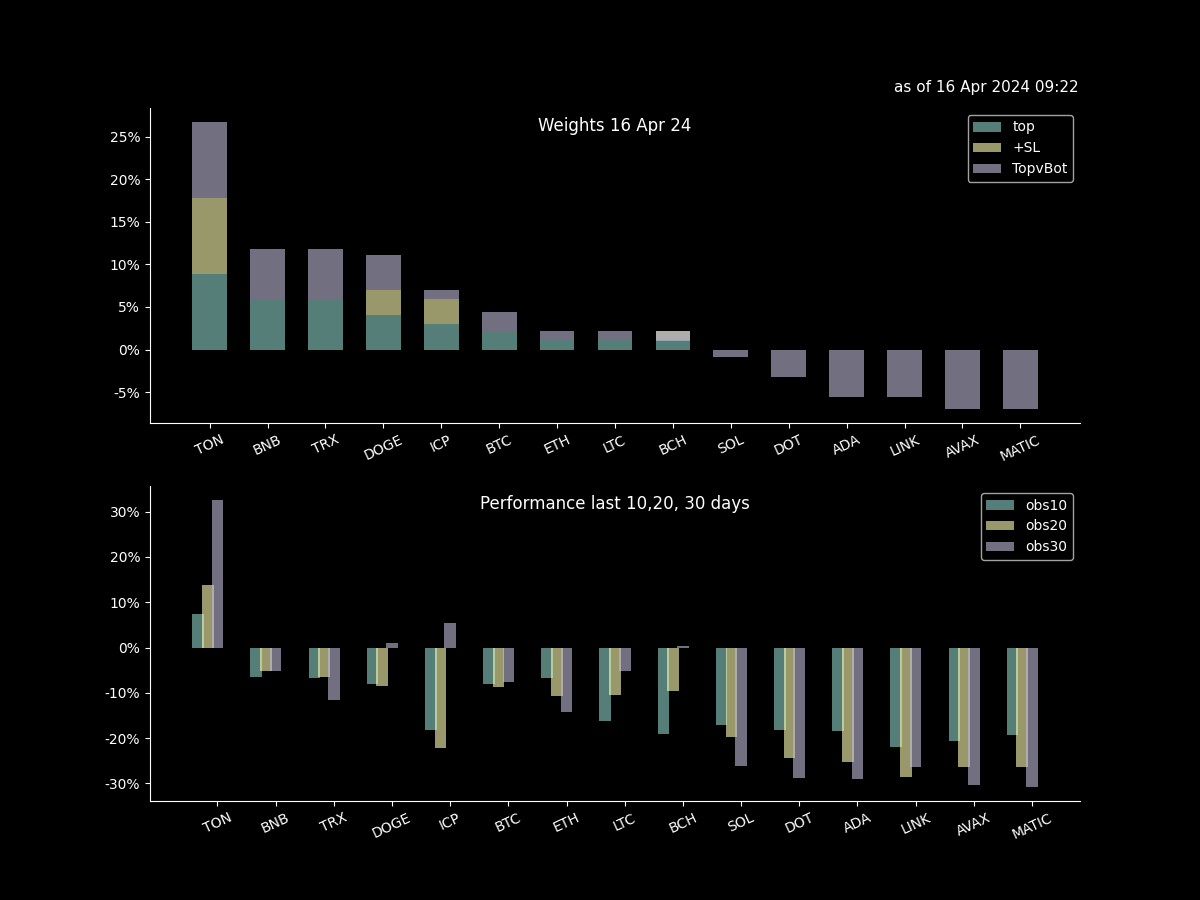 as of 16 Apr 2024 09:22
Weights 16 Apr 24
top
+SL
TopvBot
25%
20%
15%
10%
5%
0%
-5%
TON BNB TRX DOGE ICP BTC ETH LTC BCH SOL DOT ADA LINK AVAX MATIC
Performance last 10,20, 30 days
obs10
obs20
obs30
30%
20%
10%
0%
-10%
-20%
-30%
TON BNB TRX DOGE ICP BTC ETH LTC BCH SOL DOT ADA LINK AVAX MATIC